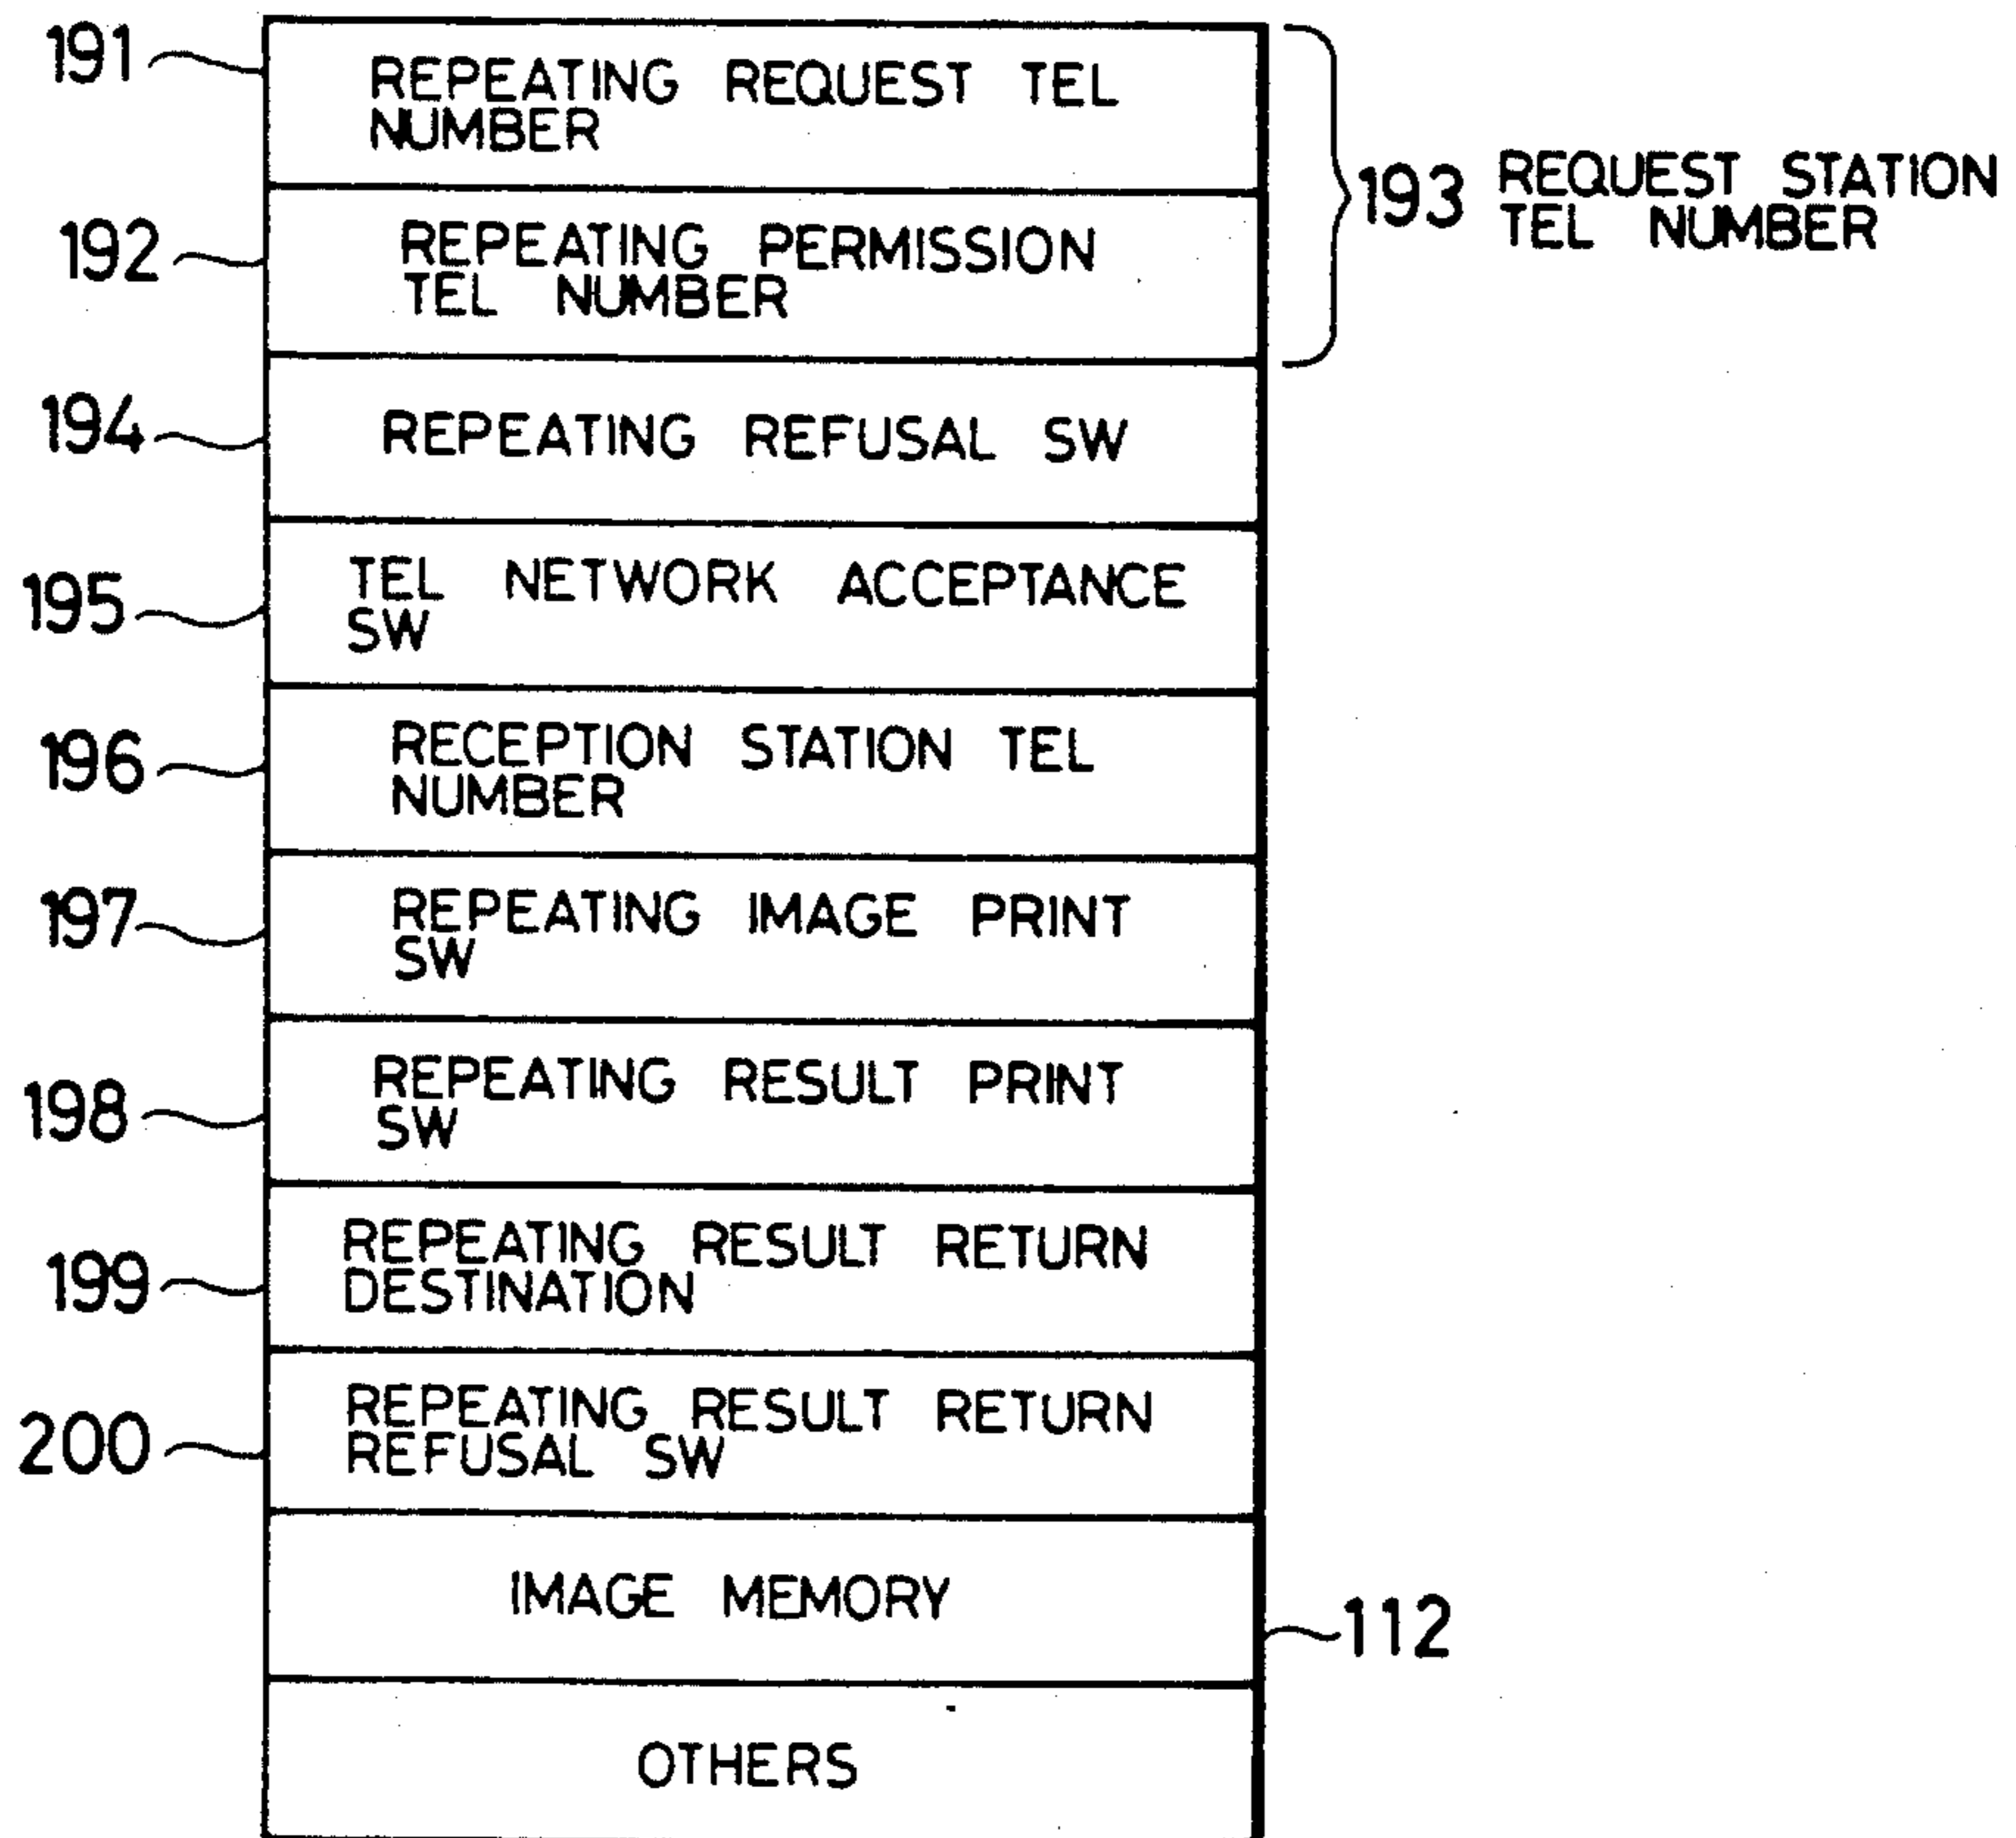 191
REPEATING REQUEST TEL
NUMBER
192
REPEATING PERMISSION
TEL NUMBER
193
REQUEST STATION
TEL NUMBER
194
REPEATING REFUSAL SW
195
TEL NETWORK ACCEPTANCE
SW
196
RECEPTION STATION TEL
NUMBER
197
REPEATING IMAGE PRINT
SW
198
REPEATING RESULT PRINT
SW
199
REPEATING RESULT RETURN
DESTINATION
200
REPEATING RESULT RETURN
REFUSAL SW
IMAGE MEMORY
112
OTHERS